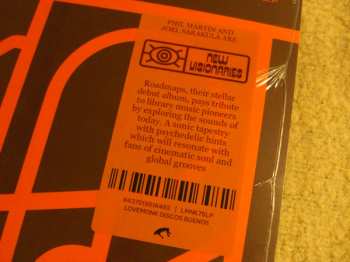 PHIL MARTIN AND
JOEL SARAKULA ARE
NEW
VISIONARIES
Roadmaps, their stellar
debut album, pays tribute
to library music pioneers
by exploring the sounds of
today. A sonic tapestry
with psychedelic hints
which will resonate with
fans of cinematic soul and
global grooves
LMNK75LP
LOVEMONK DISCOS BUENOS